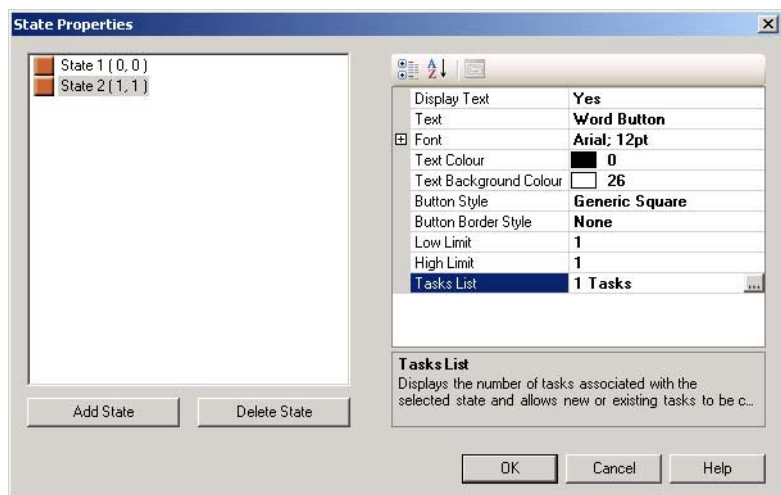 State Properties
State 1 ( 0, 0 )
State 2 ( 1, 1 )
Display Text Yes
Text Word Button
Font Arial; 12pt
Text Colour 0
Text Background Colour 26
Button Style Generic Square
Button Border Style None
Low Limit 1
High Limit 1
Tasks List 1 Tasks ...
Tasks List
Displays the number of tasks associated with the
selected state and allows new or existing tasks to be c...
Add State Delete State
OK Cancel Help